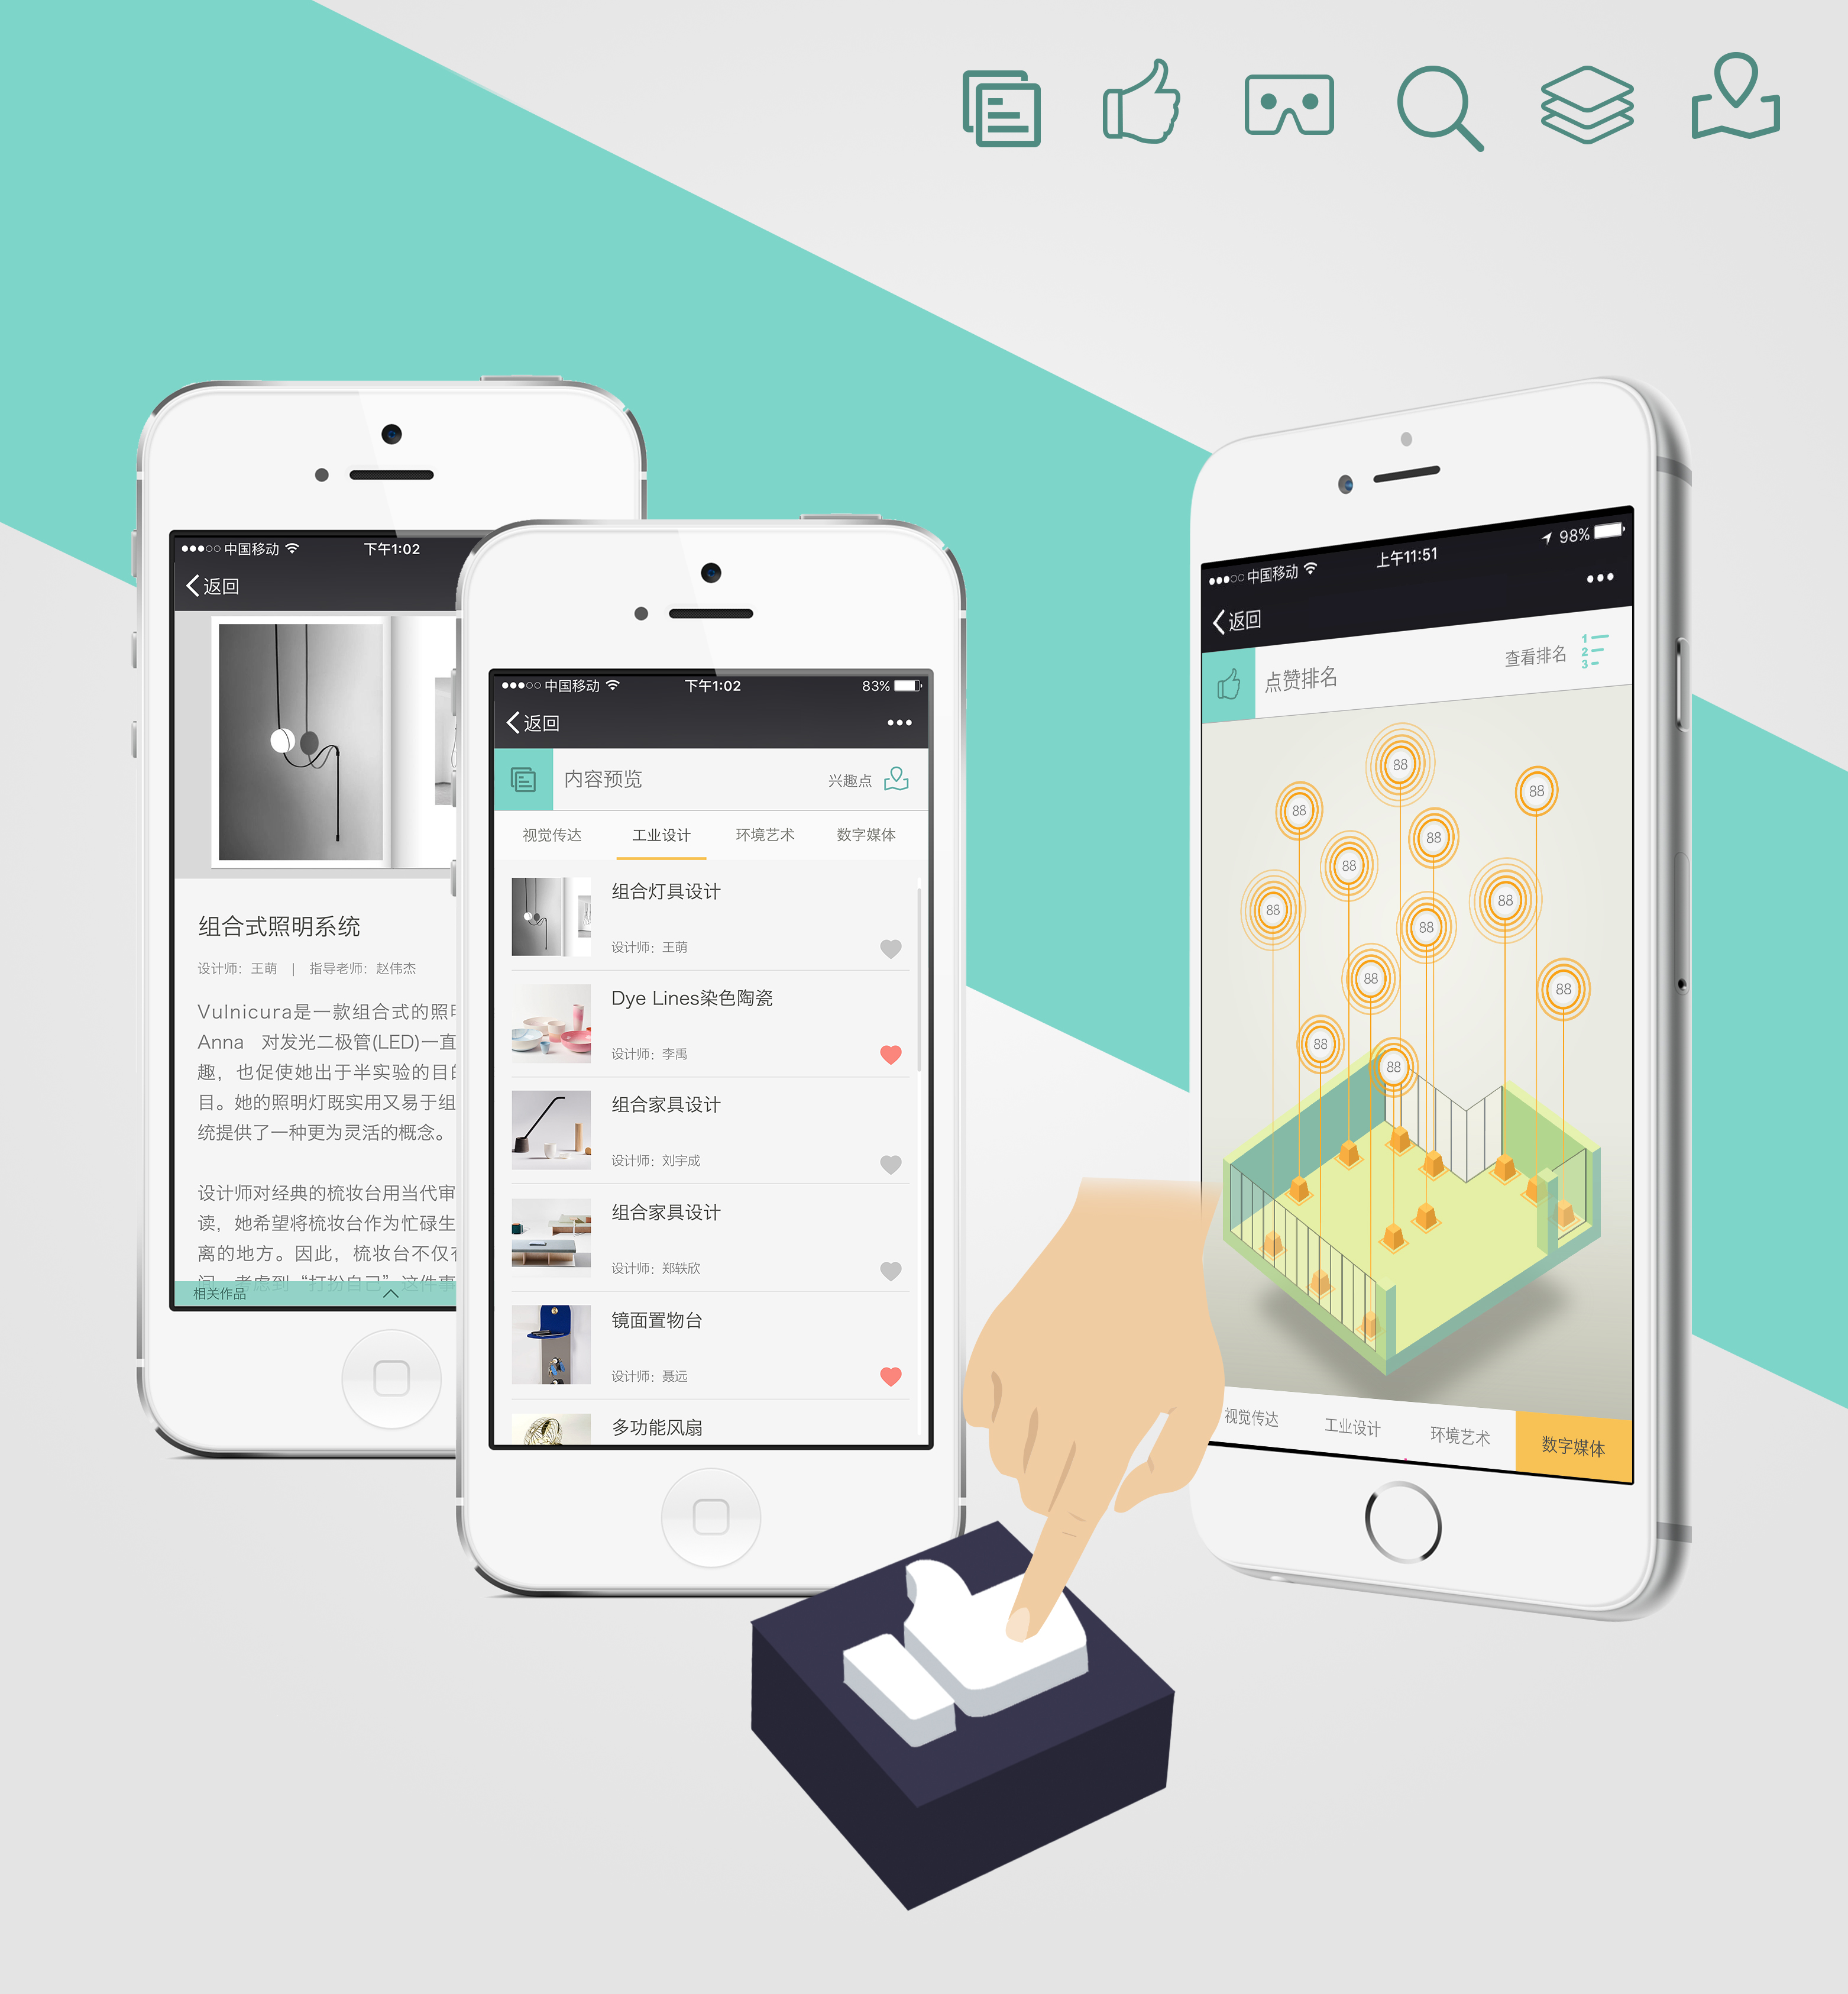 中国移动 下午1:02
返回
组合式照明系统
设计师：王萌 | 指导老师：赵伟杰
Vulnicura是一款组合式的照
Anna 对发光二极管(LED)一直
趣，也促使她出于半实验的目
目。她的照明灯既实用又易于组
统提供了一种更为灵活的概念。
设计师对经典的梳妆台用当代审
读，她希望将梳妆台作为忙碌生
离的地方。因此，梳妆台不仅
间，考虑到“打扮自己”这件事
相关作品
中国移动 下午1:02 83%
返回
内容预览 兴趣点
视觉传达 工业设计 环境艺术 数字媒体
组合灯具设计
设计师：王萌
Dye Lines染色陶瓷
设计师：李禹
组合家具设计
设计师：刘宇成
组合家具设计
设计师：郑轶欣
镜面置物台
设计师：聂远
多功能风扇
中国移动 上午11:51 98%
返回
点赞排名 查看排名 1 2 3
88
88
88
88
88
88
88
88
88
88
88
88
视觉传达 工业设计 环境艺术 数字媒体